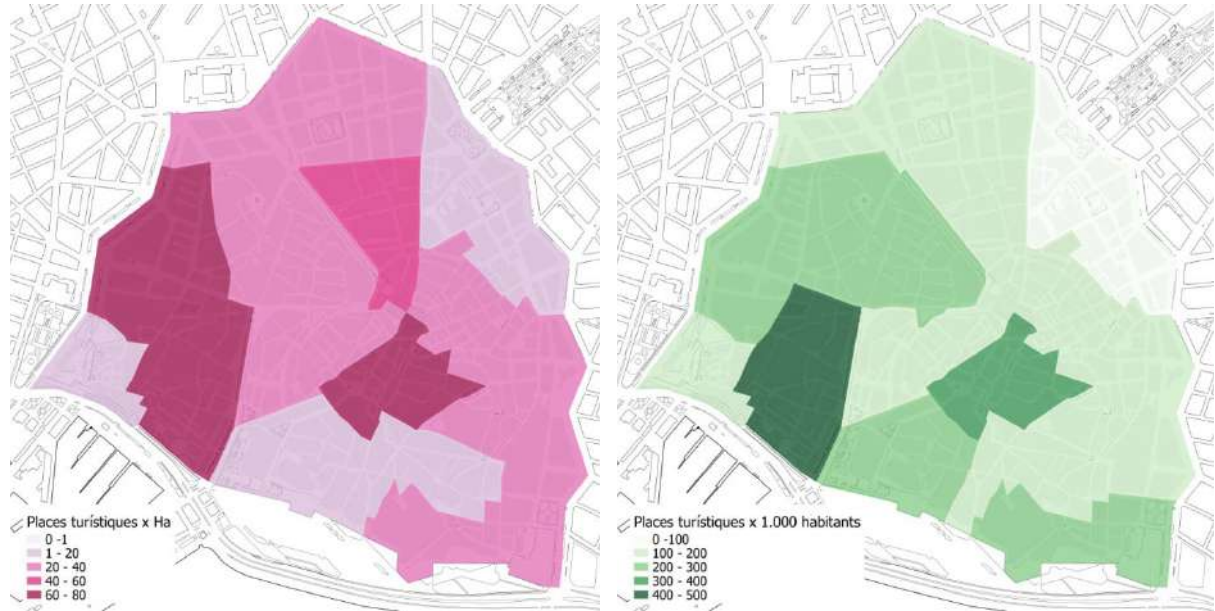 Places turístiques x Ha
0 -1
1 - 20
20 - 40
40 - 60
60 - 80
Places turístiques x 1.000 habitants
0 -100
100 - 200
200 - 300
300 - 400
400 - 500